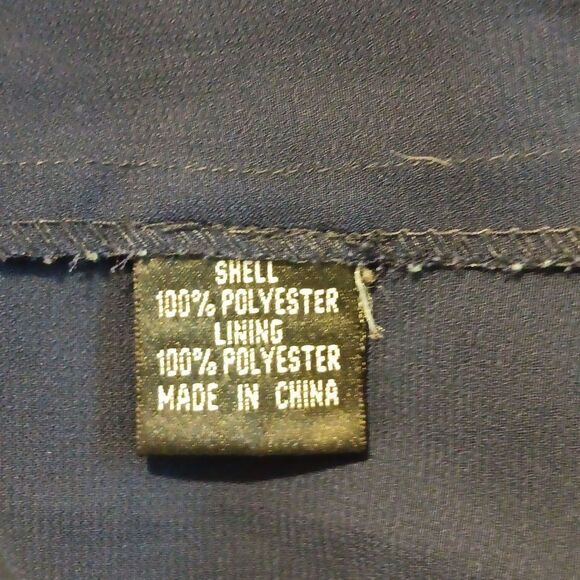 SHELL
100% POLYESTER
LINING
100% POLYESTER
MADE IN CHINA